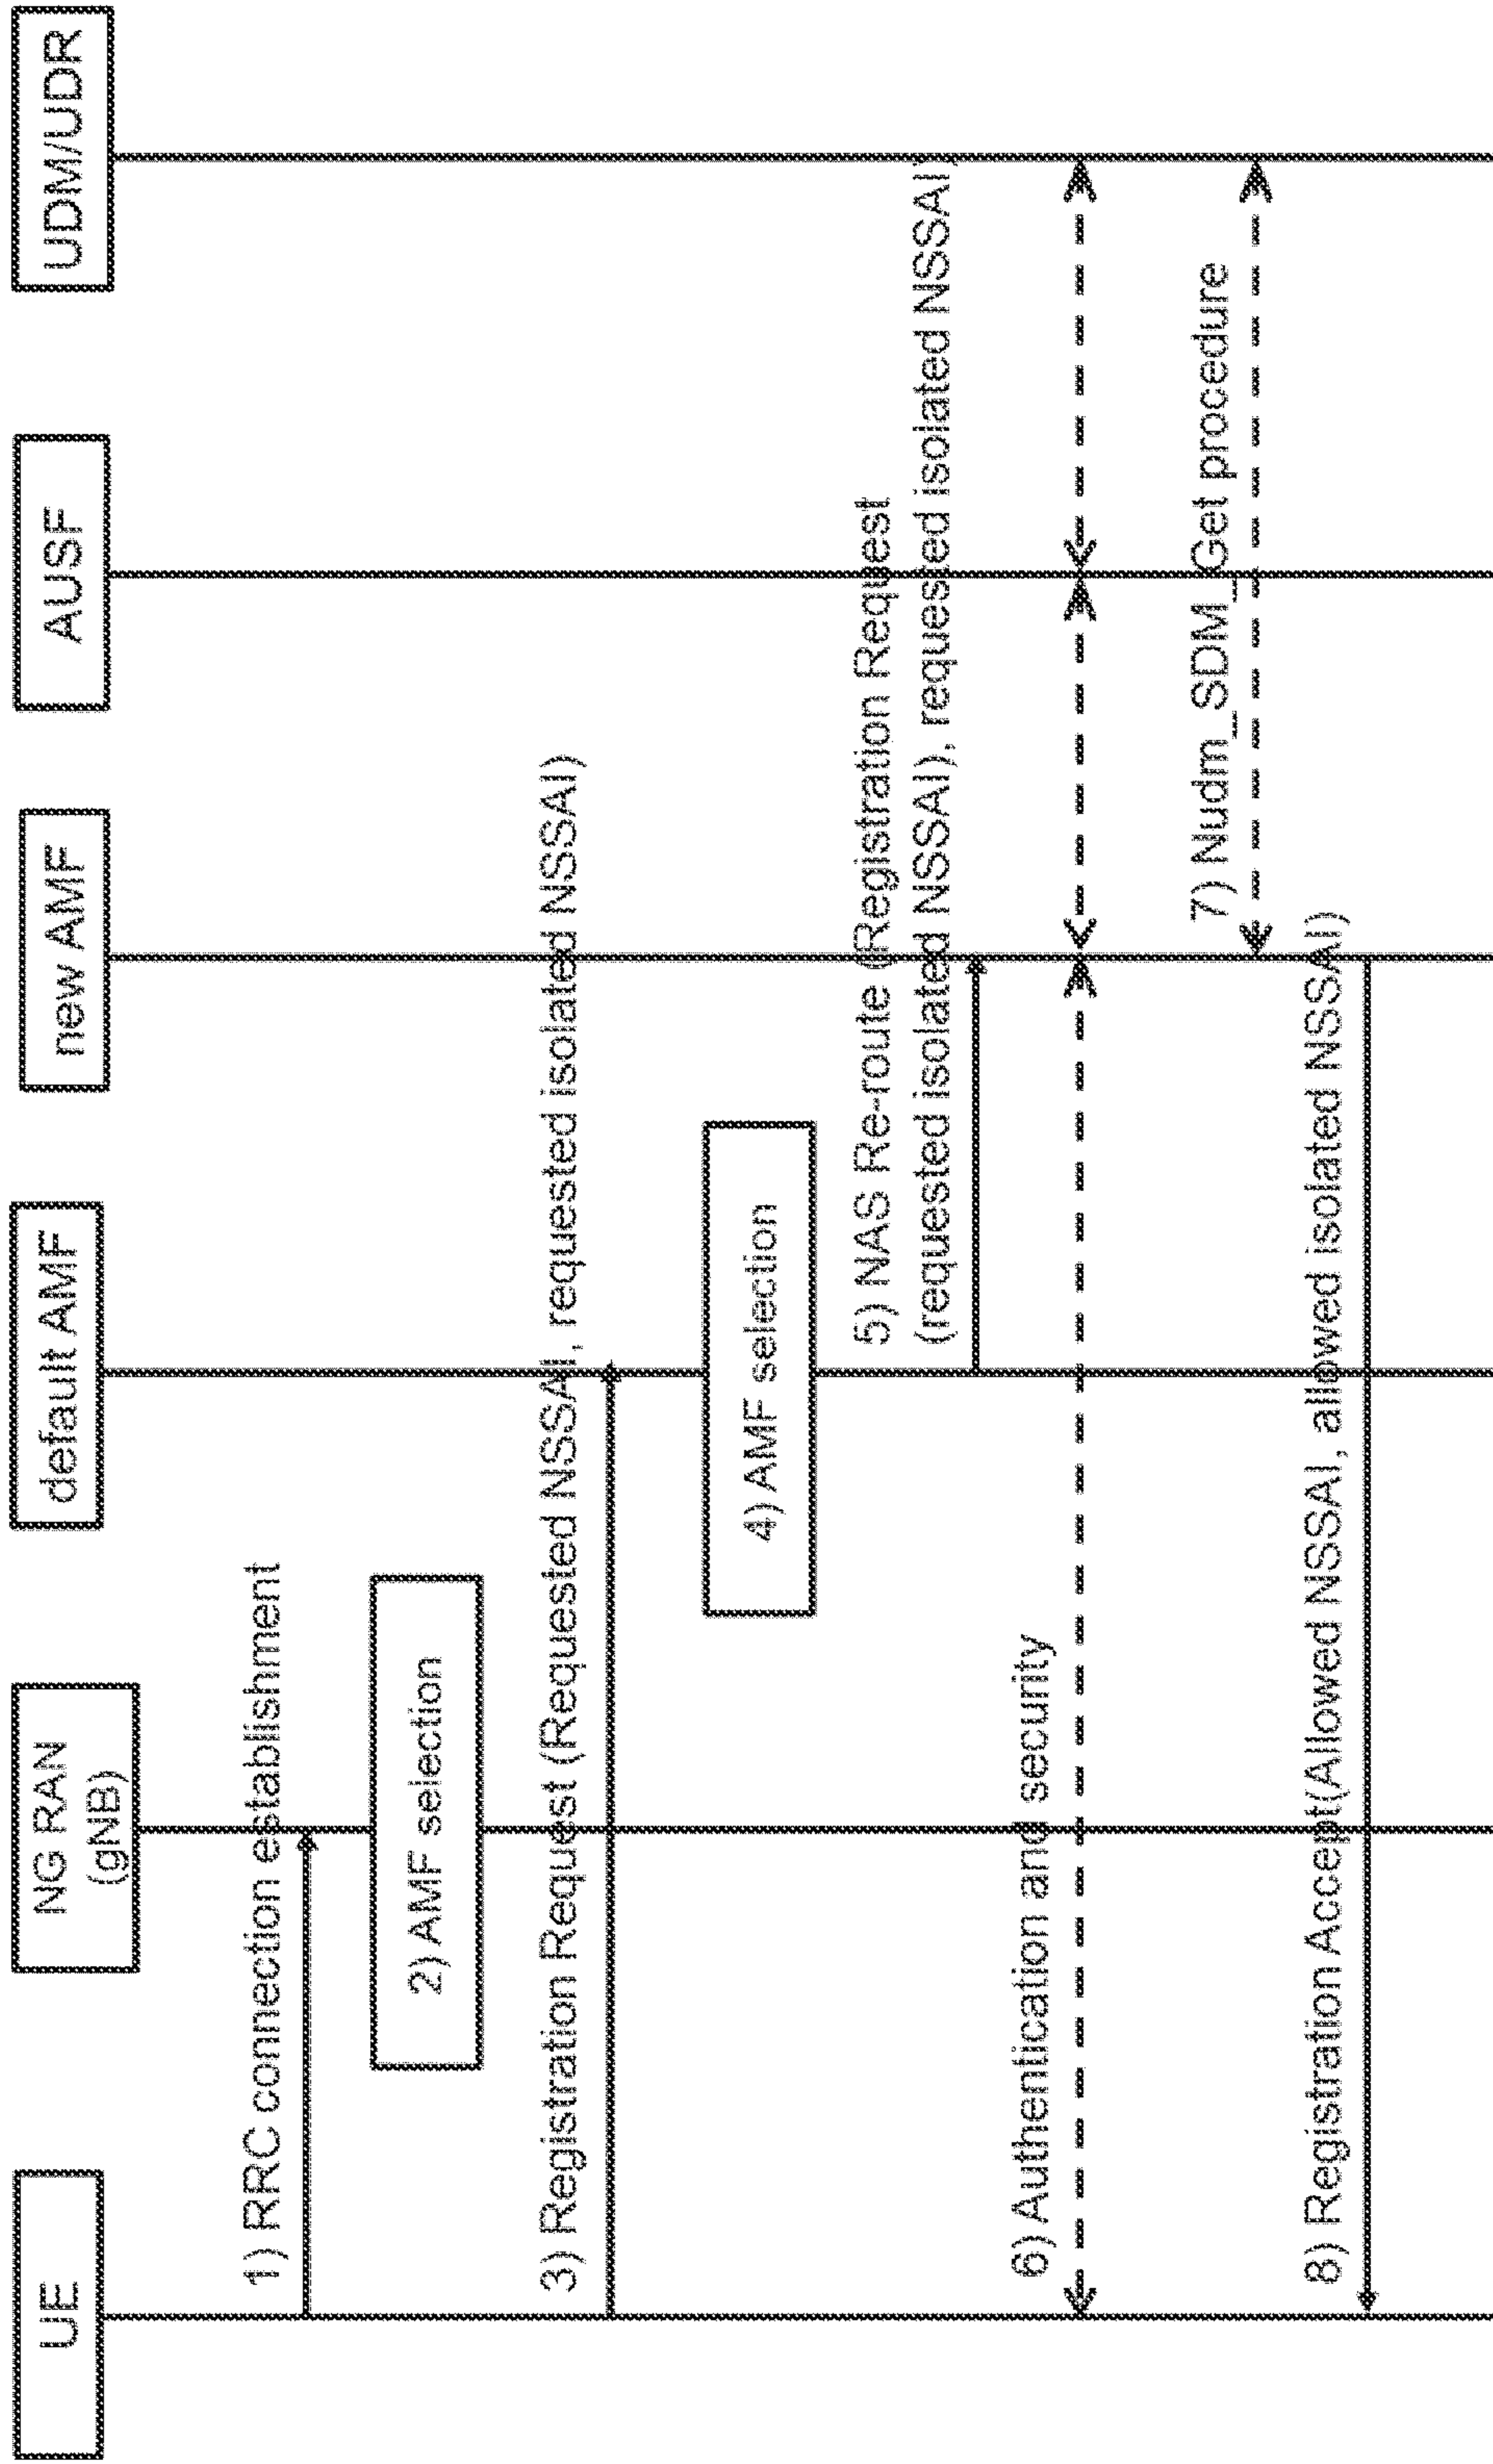 UE
NG RAN
(gNB)
default AMF
new AMF
AUSF
UDM/UDR
1) RRC connection establishment
2) AMF selection
3) Registration Request (Requested NSSAI, requested isolated NSSAI)
4) AMF selection
5) NAS Re-route (Registration Request
(requested isolated NSSAI), requested isolated NSSAI)
6) Authentication and security
7) Nudm_SDM_Get procedure
8) Registration Accept(Allowed NSSAI, allowed isolated NSSAI)